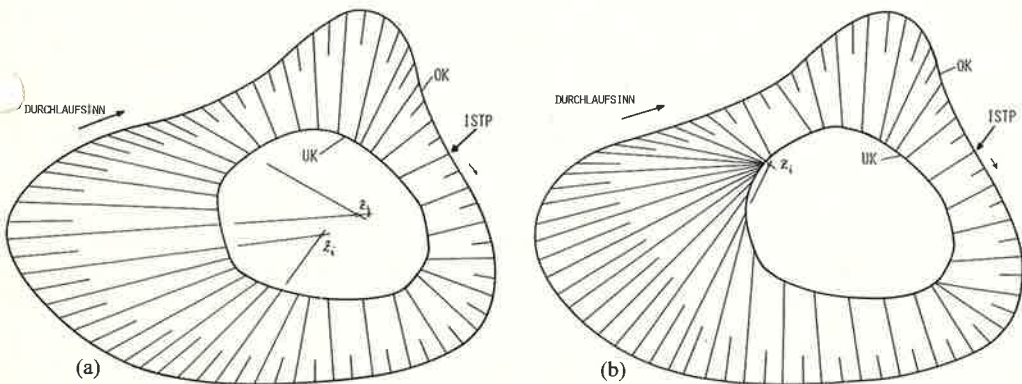 OK
DURCHLAUFSINN
ISTP
UK
z_i
z_i
(a)
OK
DURCHLAUFSINN
ISTP
UK
z_i
(b)